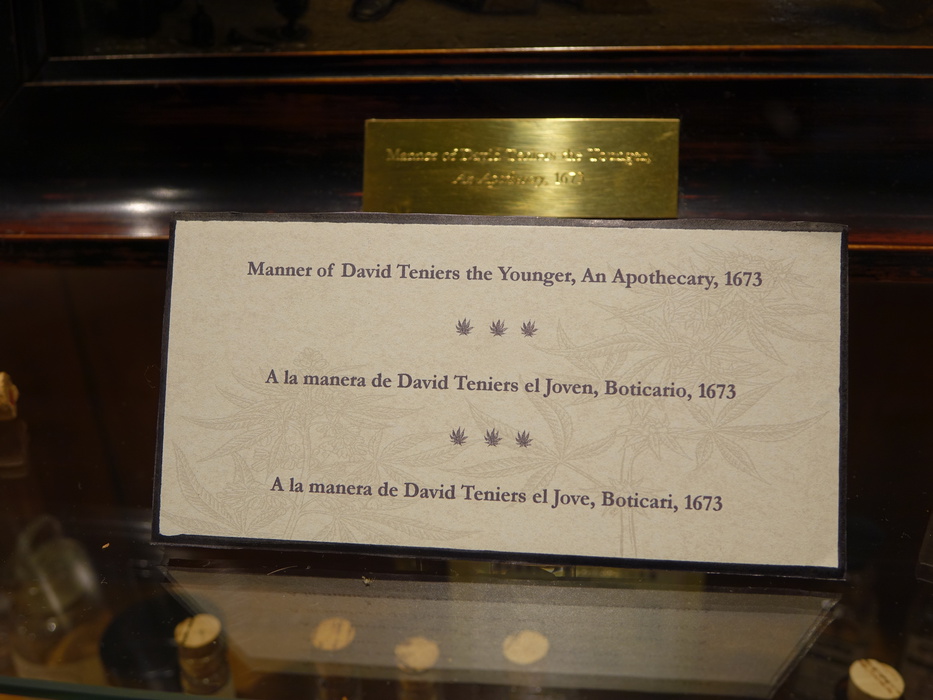 Manner of David Teniers the Younger,
An Apothecary, 1673
Manner of David Teniers the Younger, An Apothecary, 1673
A la manera de David Teniers el Joven, Boticario, 1673
A la manera de David Teniers el Jove, Boticari, 1673